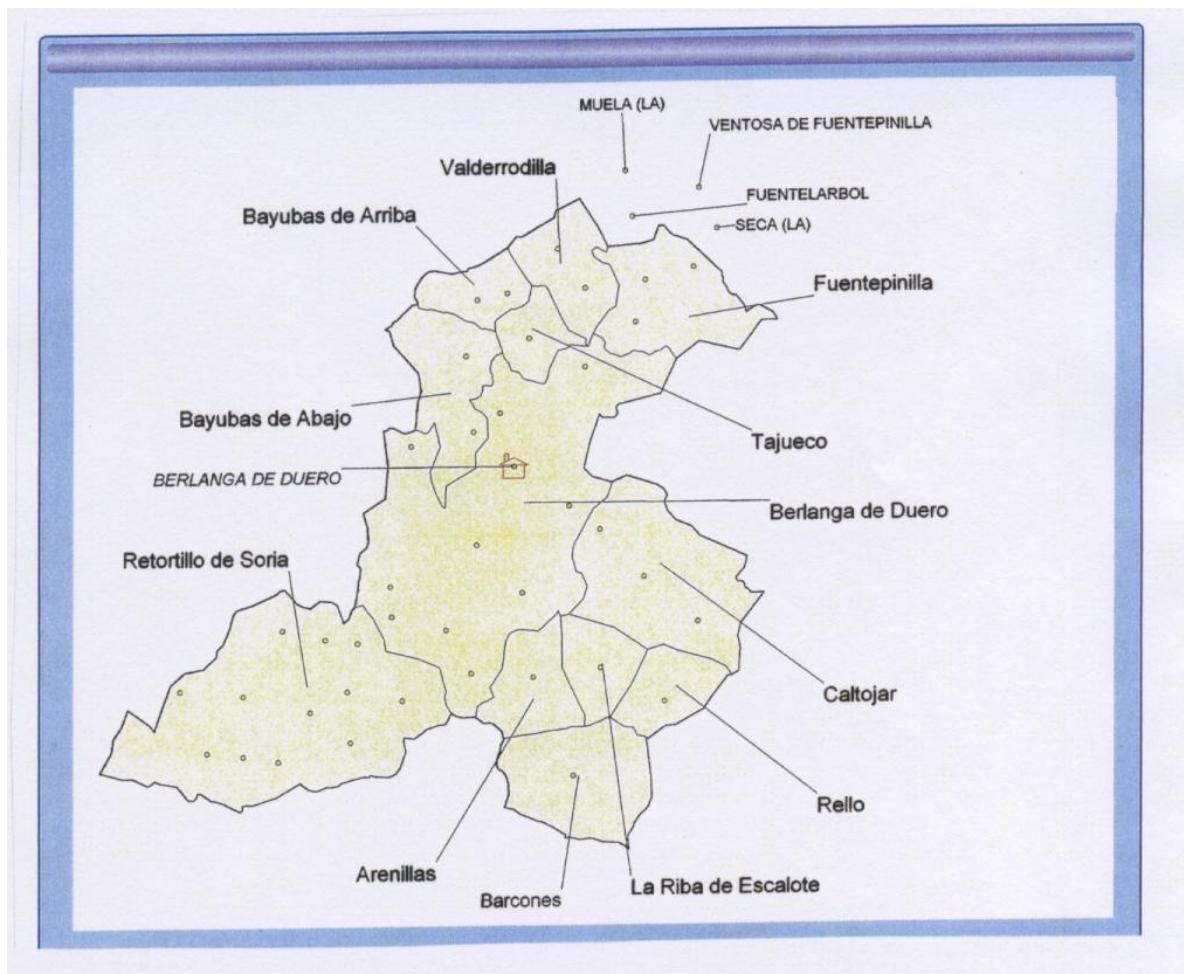 MUELA (LA)
VENTOSA DE FUENTEPINILLA
Valderrodilla
FUENTELARBOL
Bayubas de Arriba
SECA (LA)
Fuentepinilla
Bayubas de Abajo
Tajueco
BERLANGA DE DUERO
Berlanga de Duero
Retortillo de Soria
Caltojar
Rello
Arenillas
La Riba de Escalote
Barcones